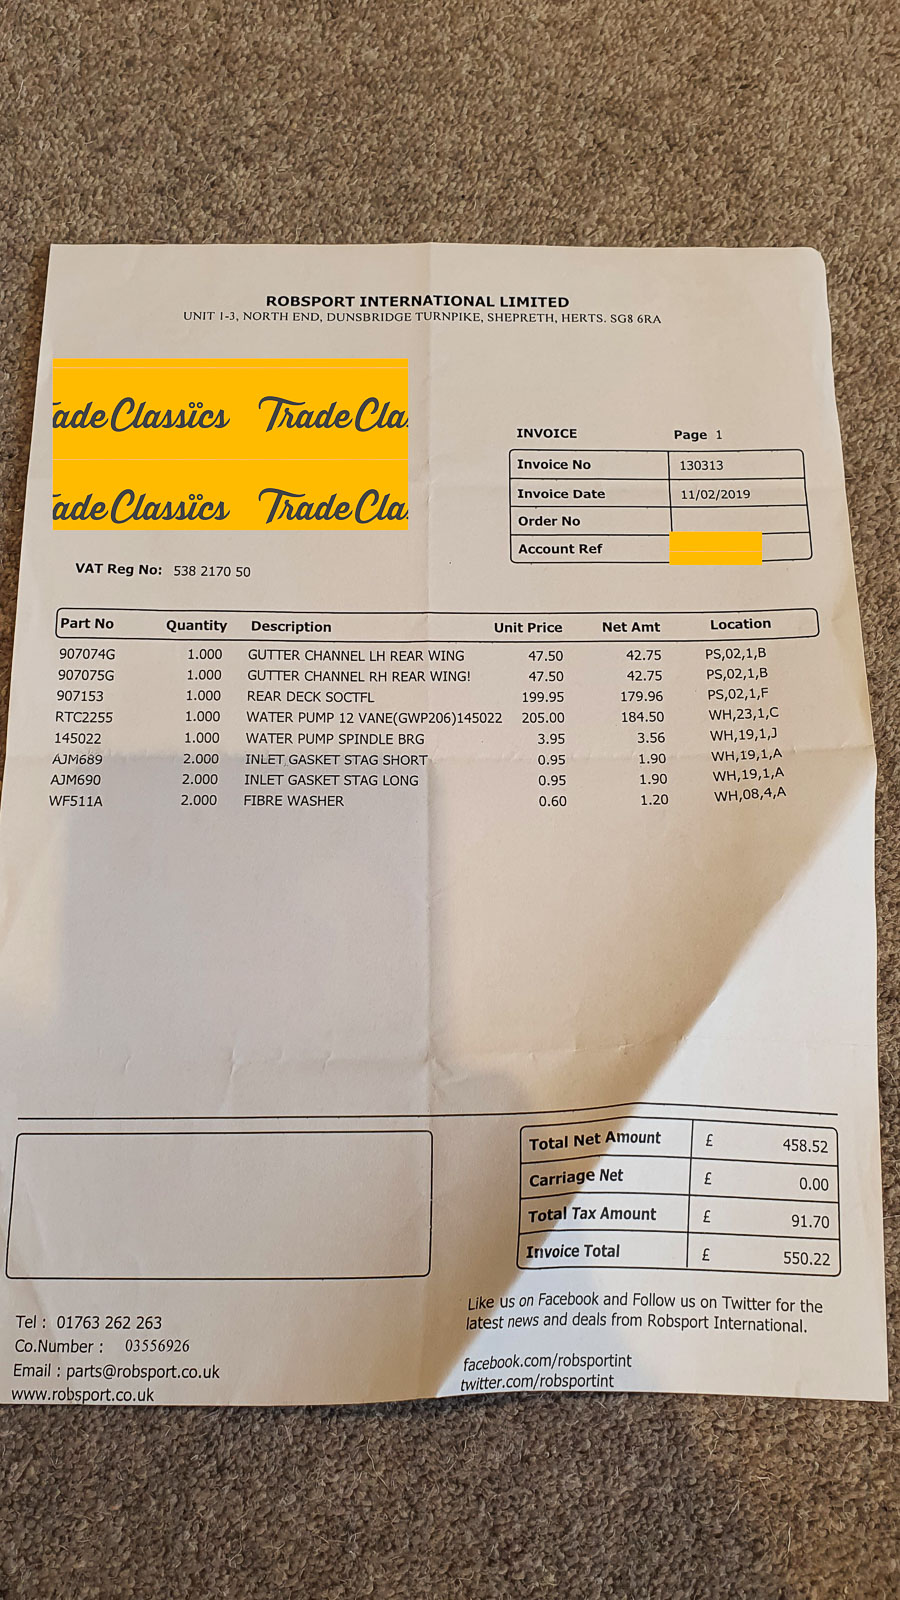 ROBSPORT INTERNATIONAL LIMITED
UNIT 1-3, NORTH END, DUNSBRIDGE TURNPIKE, SHEPRETH, HERTS. SG8 6RA
ade Classïcs Trade Cla
ade Classïcs Trade Cla
INVOICE Page 1
Invoice No 130313
Invoice Date 11/02/2019
Order No
Account Ref
VAT Reg No: 538 2170 50
Part No Quantity Description Unit Price Net Amt Location
907074G 1.000 GUTTER CHANNEL LH REAR WING 47.50 42.75 PS,02,1,B
907075G 1.000 GUTTER CHANNEL RH REAR WING! 47.50 42.75 PS,02,1,B
907153 1.000 REAR DECK SOCTFL 199.95 179.96 PS,02,1,F
RTC2255 1.000 WATER PUMP 12 VANE(GWP206)145022 205.00 184.50 WH,23,1,C
145022 1.000 WATER PUMP SPINDLE BRG 3.95 3.56 WH,19,1,J
AJM689 2.000 INLET GASKET STAG SHORT 0.95 1.90 WH,19,1,A
AJM690 2.000 INLET GASKET STAG LONG 0.95 1.90 WH,19,1,A
WF511A 2.000 FIBRE WASHER 0.60 1.20 WH,08,4,A
Total Net Amount £ 458.52
Carriage Net £ 0.00
Total Tax Amount £ 91.70
Invoice Total £ 550.22
Tel : 01763 262 263
Co.Number : 03556926
Email : parts@robsport.co.uk
www.robsport.co.uk
Like us on Facebook and Follow us on Twitter for the
latest news and deals from Robsport International.
facebook.com/robsportint
twitter.com/robsportint